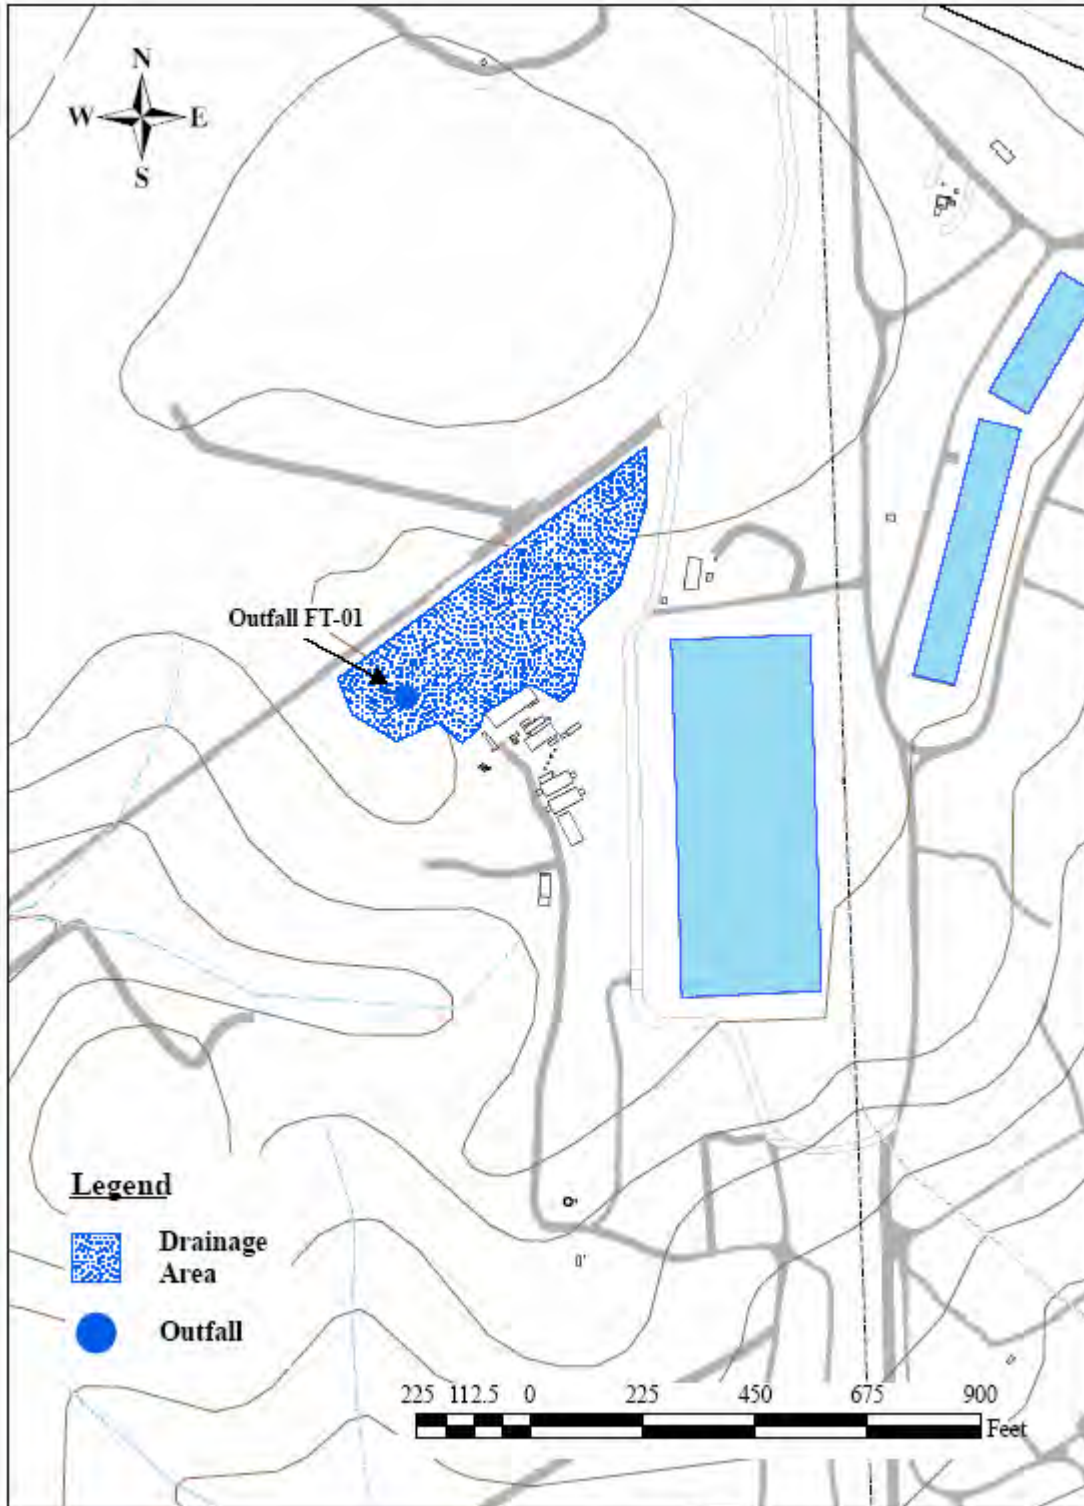 N
W E
S
Outfall FT-01
Legend
Drainage
Area
Outfall
225 112.5 0 225 450 675 900
Feet